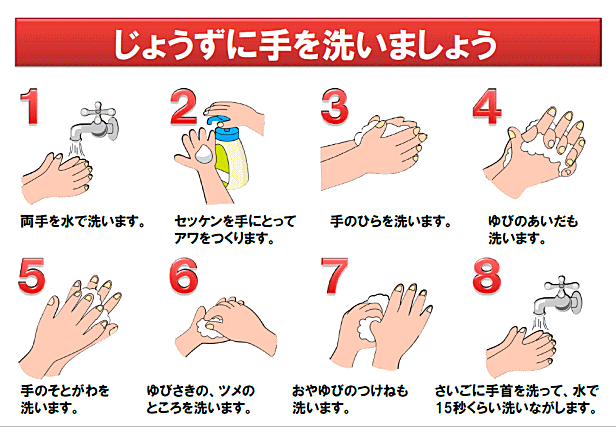 じょうずに手を洗いましょう
1
両手を水で洗います。
2
セッケンを手にとって
アワをつくります。
3
手のひらを洗います。
4
ゆびのあいだも
洗います。
5
手のそとがわを
洗います。
6
ゆびさきの、ツメの
ところを洗います。
7
おやゆびのつけねも
洗います。
8
さいごに手首を洗って、水で
15秒くらい洗いながします。